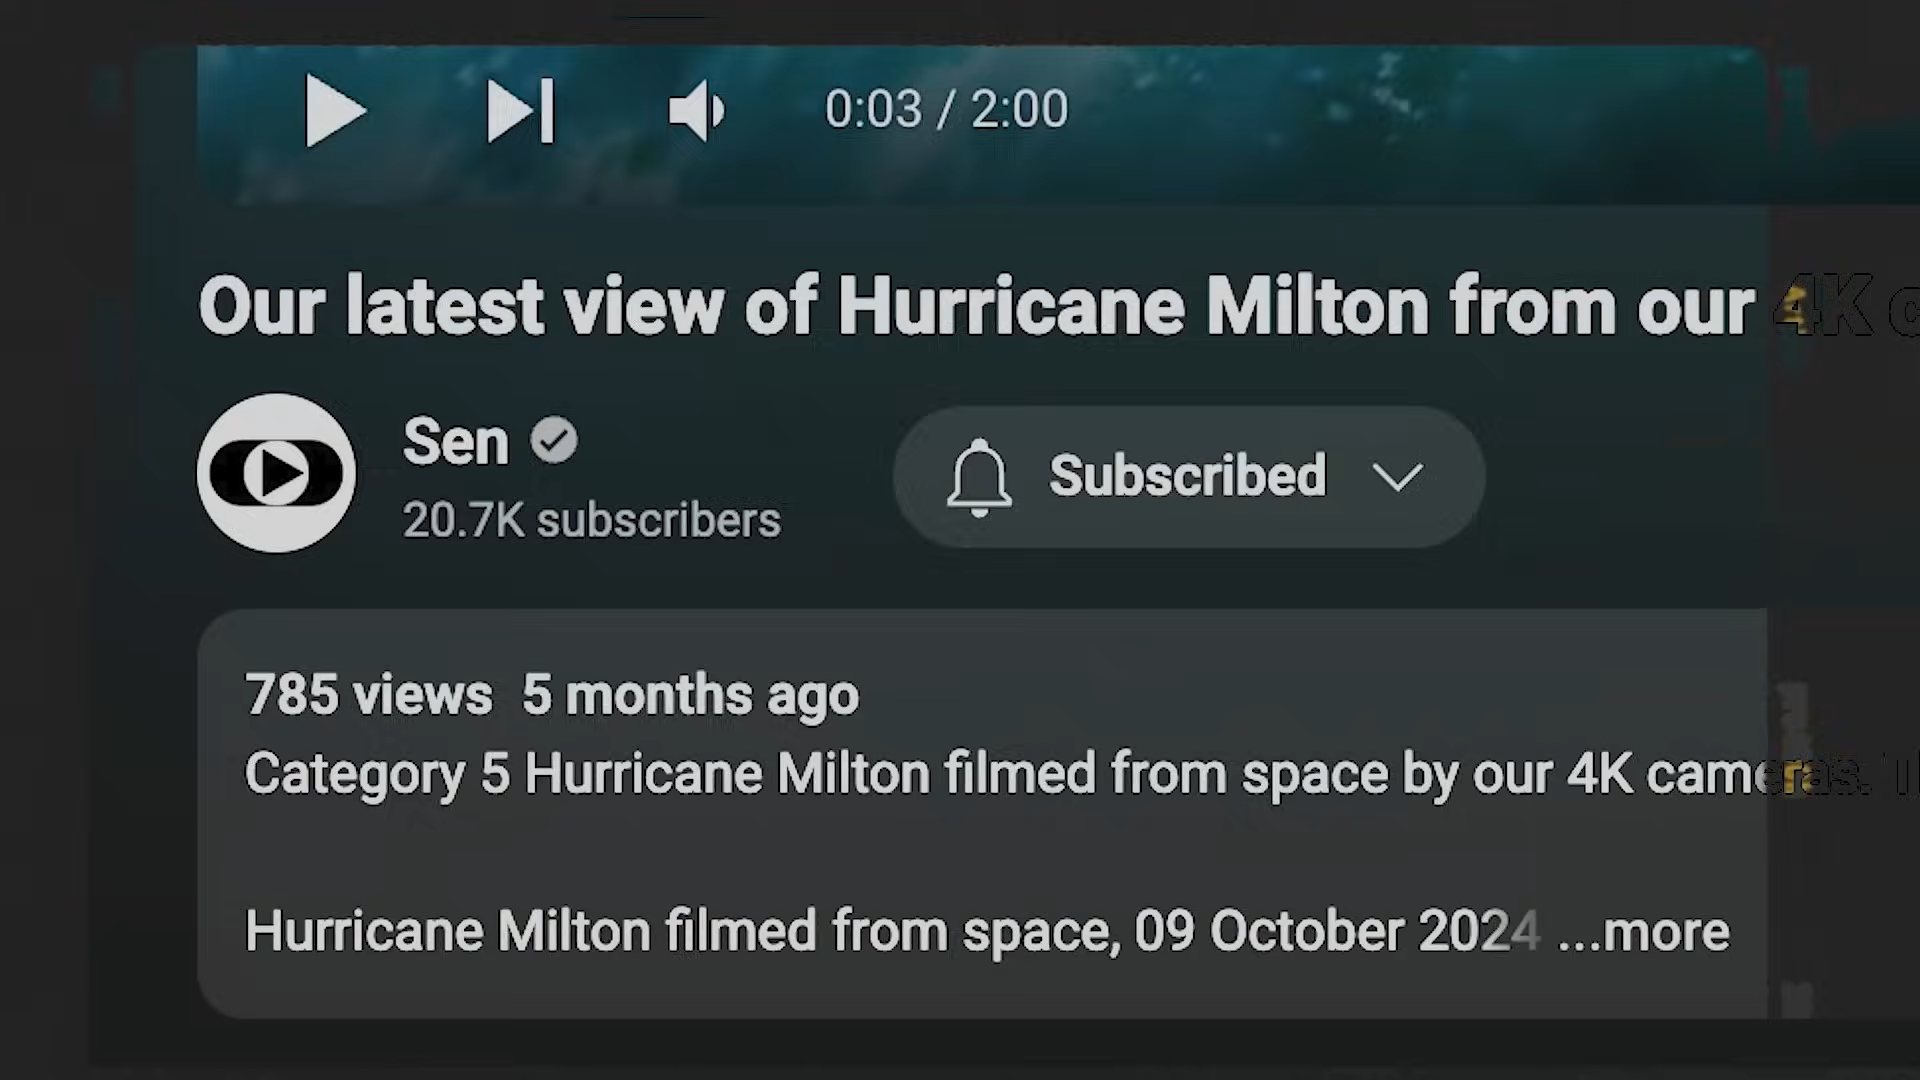 0:03 / 2:00
Our latest view of Hurricane Milton from our 4K
Sen
20.7K subscribers
Subscribed
785 views 5 months ago
Category 5 Hurricane Milton filmed from space by our 4K cameras.
Hurricane Milton filmed from space, 09 October 2024 ...more